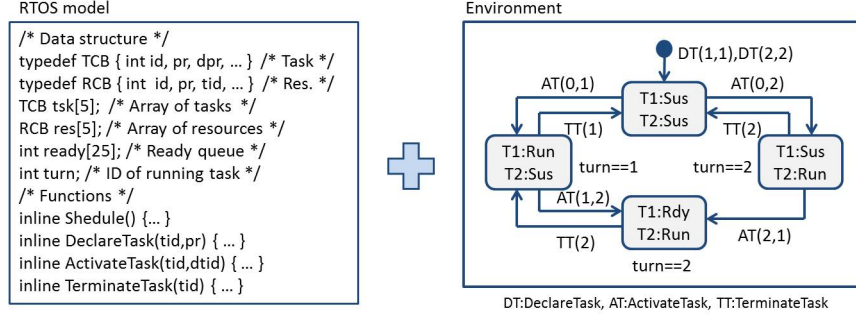 RTOS model
/* Data structure */
typedef TCB { int id, pr, dpr, ... } /* Task */
typedef RCB { int id, pr, tid, ... } /* Res. */
TCB tsk[5]; /* Array of tasks */
RCB res[5]; /* Array of resources */
int ready[25]; /* Ready queue */
int turn; /* ID of running task */
/* Functions */
inline Shedule() {... }
inline DeclareTask(tid,pr) { ... }
inline ActivateTask(tid,dtid) { ... }
inline TerminateTask(tid) { ... }
Environment
DT(1,1),DT(2,2)
AT(0,1)
AT(0,2)
T1:Sus
T2:Sus
TT(1)
TT(2)
T1:Run
T2:Sus
turn==1
turn==2
T1:Sus
T2:Run
AT(1,2)
T1:Rdy
T2:Run
TT(2)
AT(2,1)
turn==2
DT:DeclareTask, AT:ActivateTask, TT:TerminateTask